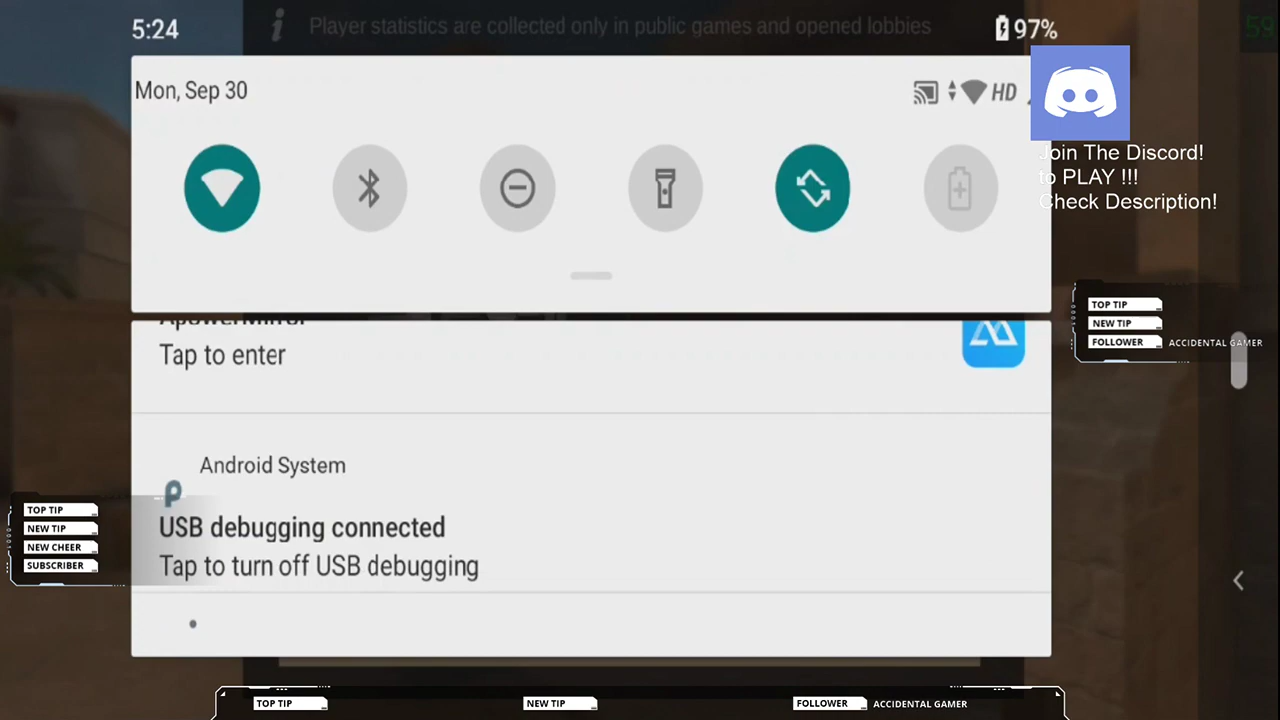 5:24
Player statistics are collected only in public games and opened lobbies
97%
59
Mon, Sep 30
HD
Join The Discord!
to PLAY !!!
Check Description!
ApowerMirror
Tap to enter
TOP TIP
NEW TIP
FOLLOWER ACCIDENTAL GAMER
Android System
USB debugging connected
Tap to turn off USB debugging
TOP TIP
NEW TIP
NEW CHEER
SUBSCRIBER
TOP TIP
NEW TIP
FOLLOWER ACCIDENTAL GAMER